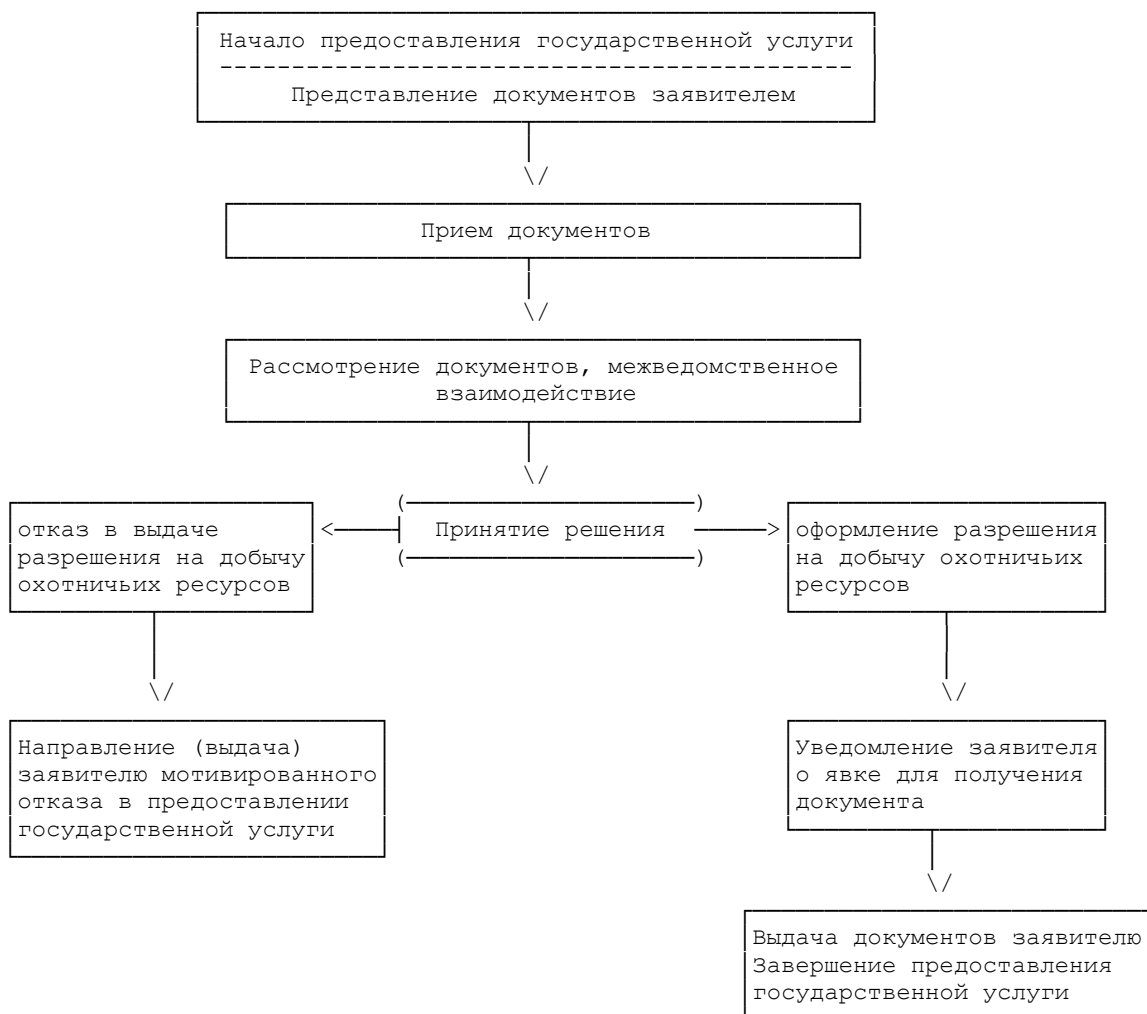 Начало предоставления государственной услуги
--------------------------------------------
Представление документов заявителем
Прием документов
Рассмотрение документов, межведомственное
взаимодействие
Принятие решения
отказ в выдаче
разрешения на добычу
охотничьих ресурсов
оформление разрешения
на добычу охотничьих
ресурсов
Направление (выдача)
заявителю мотивированного
отказа в предоставлении
государственной услуги
Уведомление заявителя
о явке для получения
документа
Выдача документов заявителю
Завершение предоставления
государственной услуги